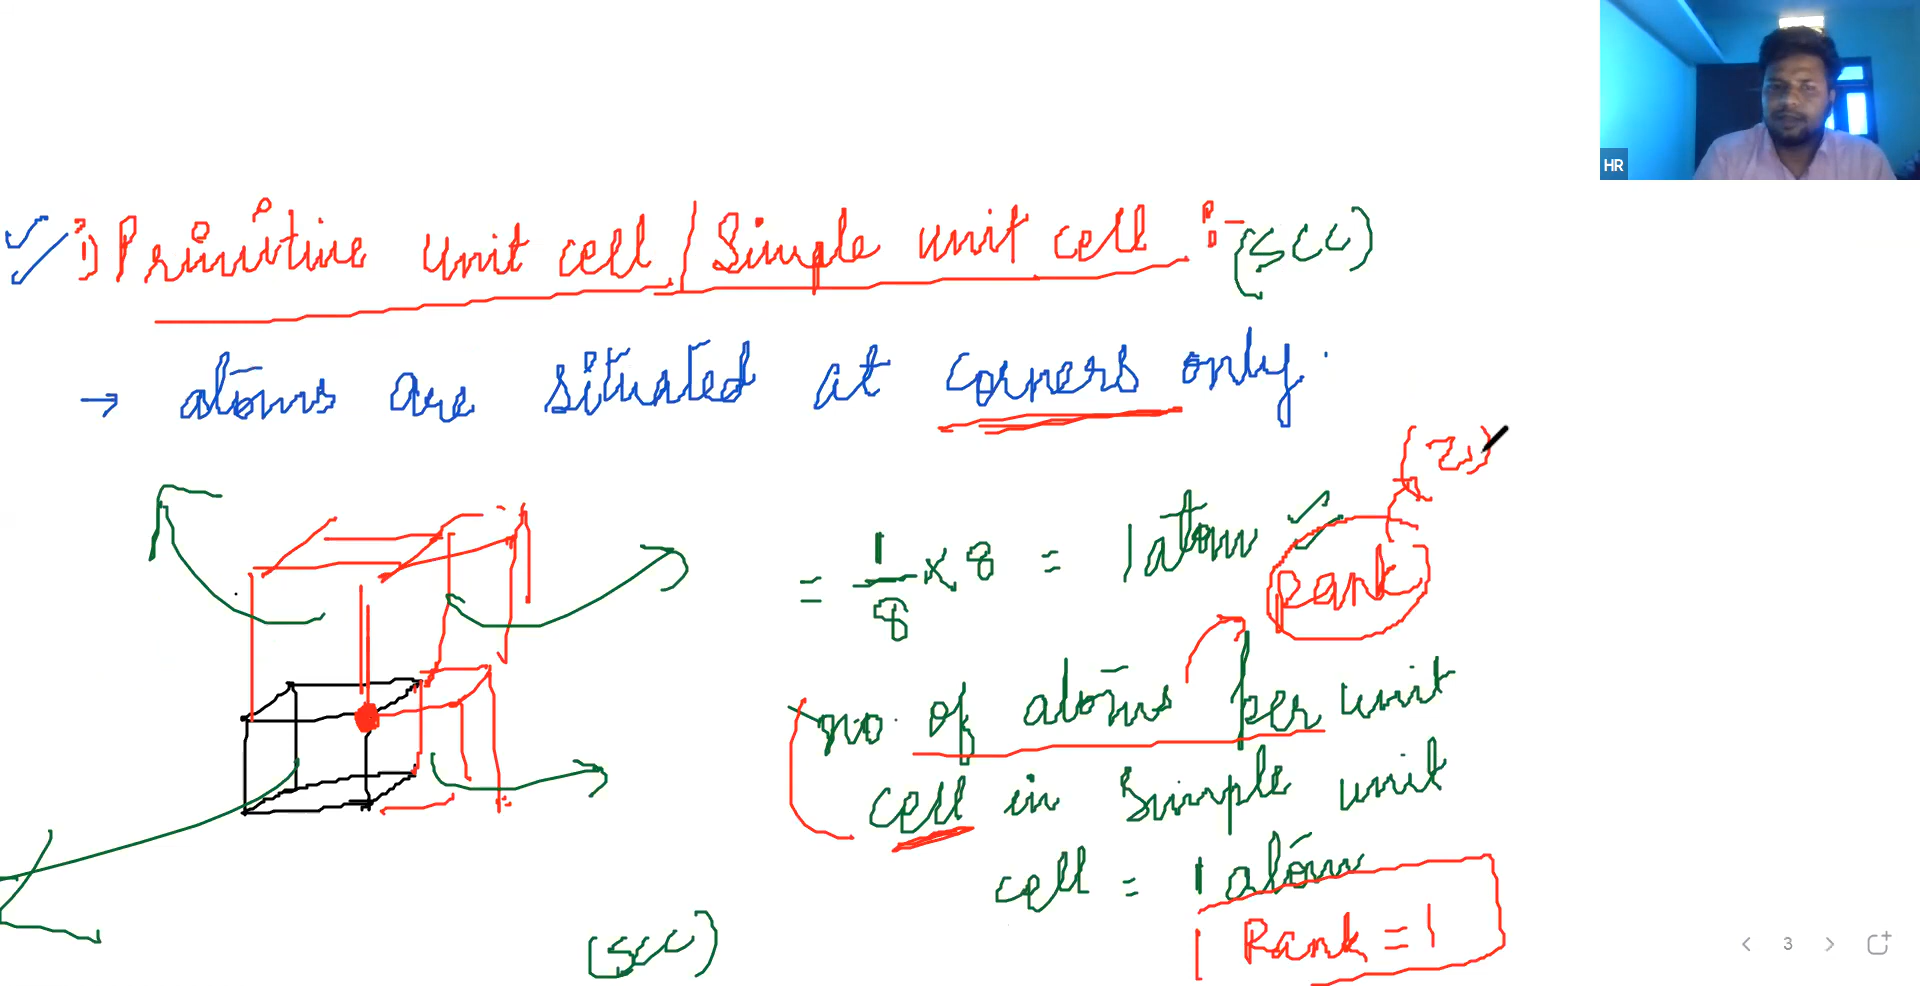 HR
1) Primitive unit cell / Simple unit cell :- (SCC)
→ atoms are situated at corners only.
(Z)
= 1/8 x 8 = 1 atom ✓ Rank
no. of atoms per unit
cell in simple unit
cell = 1 atom
(SCC) Rank = 1
3